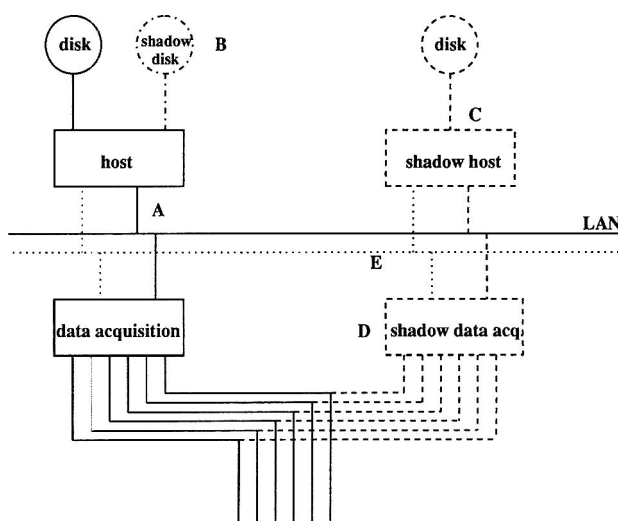 disk
shadow
disk
B
disk
C
host
shadow host
A
LAN
E
data acquisition
D
shadow data acq.